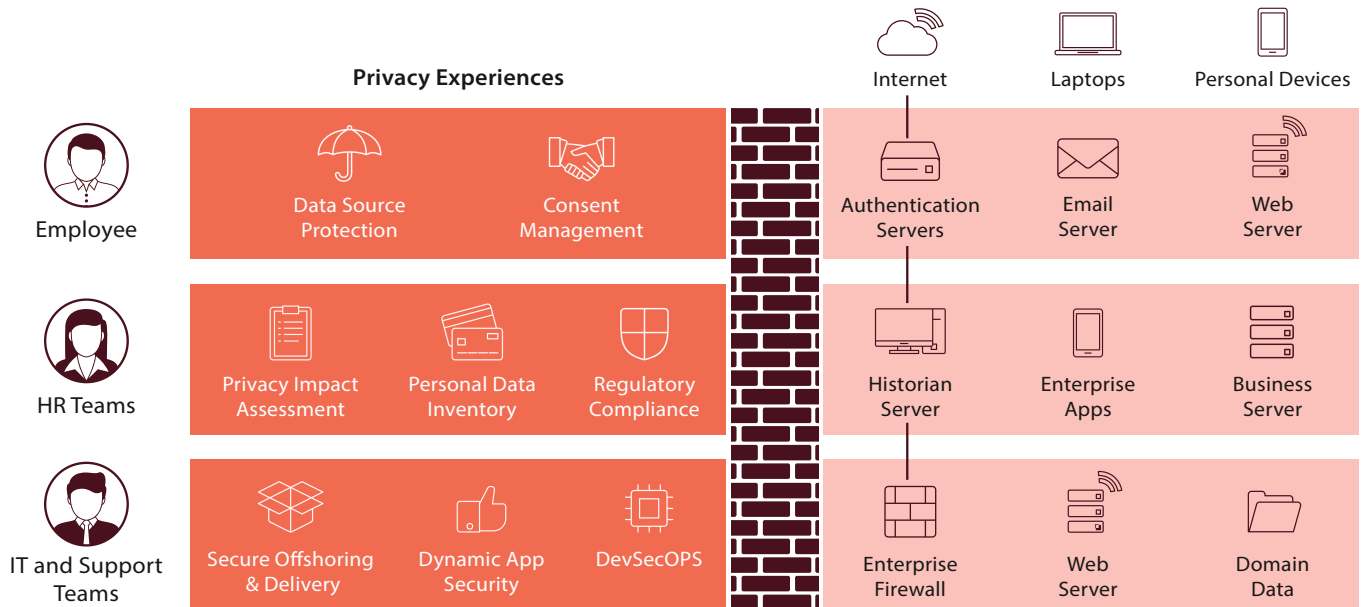 Privacy Experiences
Internet
Laptops
Personal Devices
Employee
Data Source
Protection
Consent
Management
Authentication
Servers
Email
Server
Web
Server
HR Teams
Privacy Impact
Assessment
Personal Data
Inventory
Regulatory
Compliance
Historian
Server
Enterprise
Apps
Business
Server
IT and Support
Teams
Secure Offshoring
& Delivery
Dynamic App
Security
DevSecOPS
Enterprise
Firewall
Web
Server
Domain
Data